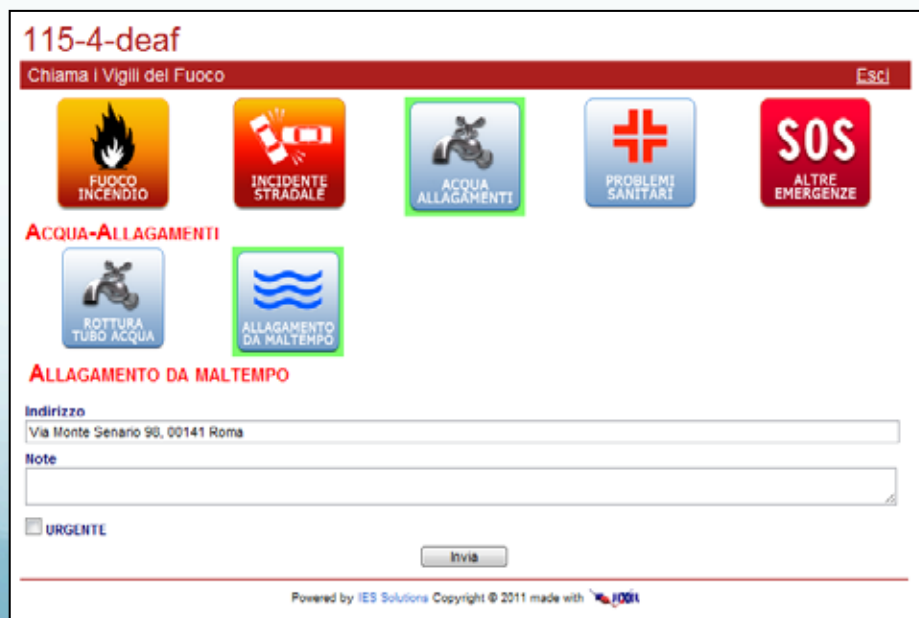 115-4-deaf
Chiama i Vigili del Fuoco Esci
FUOCO
INCENDIO
INCIDENTE
STRADALE
ACQUA
ALLAGAMENTI
PROBLEMI
SANITARI
SOS
ALTRE
EMERGENZE
ACQUA-ALLAGAMENTI
ROTTURA
TUBO ACQUA
ALLAGAMENTO
DA MALTEMPO
ALLAGAMENTO DA MALTEMPO
Indirizzo
Via Monte Senario 98, 00141 Roma
Note
URGENTE
Invia
Powered by IES Solutions Copyright © 2011 made with